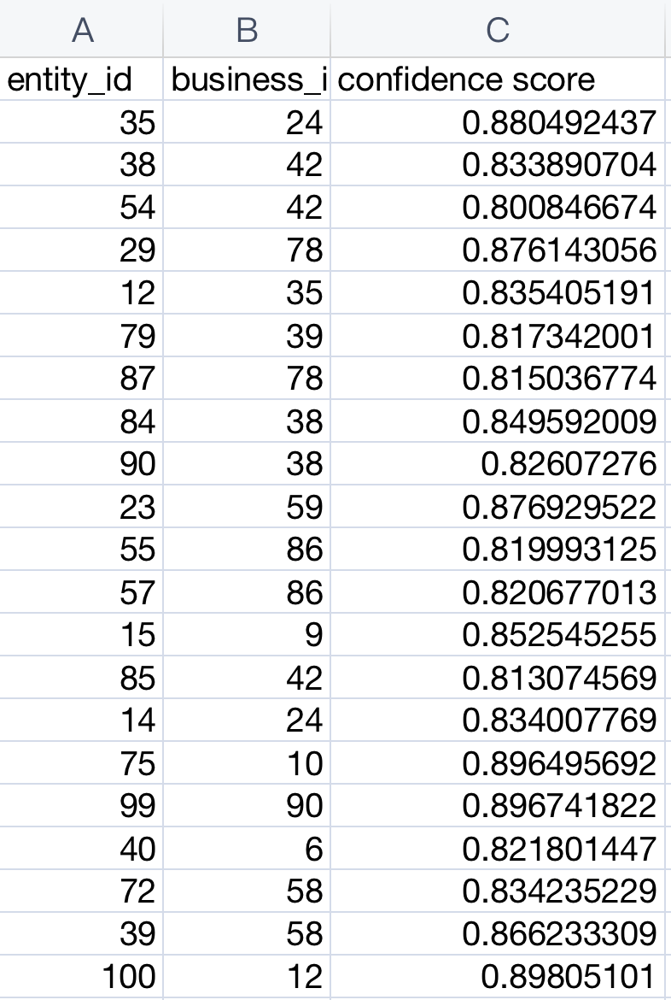 A B C
entity_id business_i confidence score
35 24 0.880492437
38 42 0.833890704
54 42 0.800846674
29 78 0.876143056
12 35 0.835405191
79 39 0.817342001
87 78 0.815036774
84 38 0.849592009
90 38 0.82607276
23 59 0.876929522
55 86 0.819993125
57 86 0.820677013
15 9 0.852545255
85 42 0.813074569
14 24 0.834007769
75 10 0.896495692
99 90 0.896741822
40 6 0.821801447
72 58 0.834235229
39 58 0.866233309
100 12 0.89805101